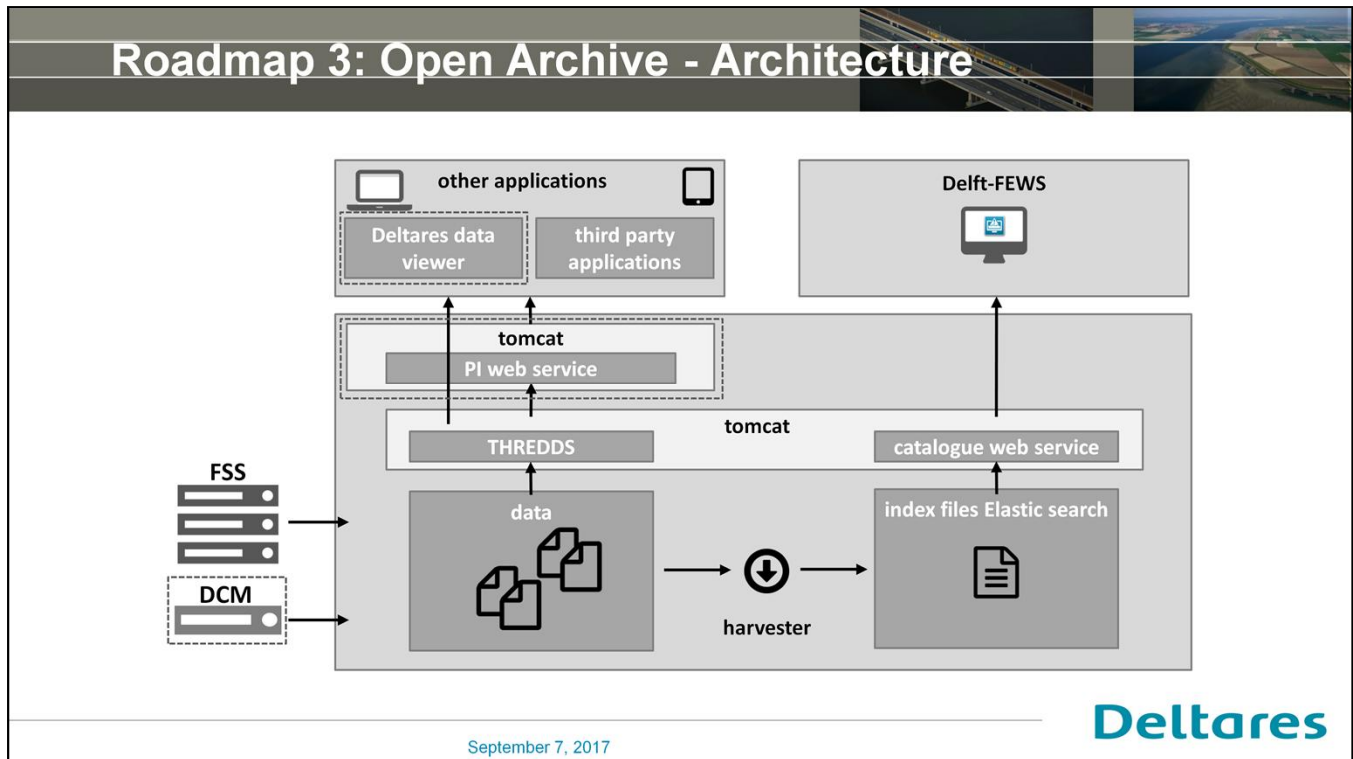 Roadmap 3: Open Archive - Architecture
other applications
Deltares data
viewer
third party
applications
Delft-FEWS
tomcat
PI web service
tomcat
THREDDS
catalogue web service
FSS
DCM
data
harvester
index files Elastic search
September 7, 2017
Deltares